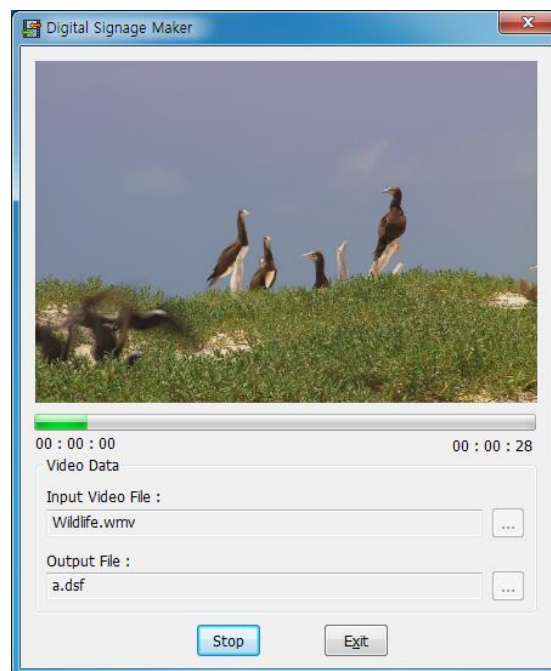 Digital Signage Maker
00 : 00 : 00
00 : 00 : 28
Video Data
Input Video File :
Wildlife.wmv
...
Output File :
a.dsf
...
Stop
Exit